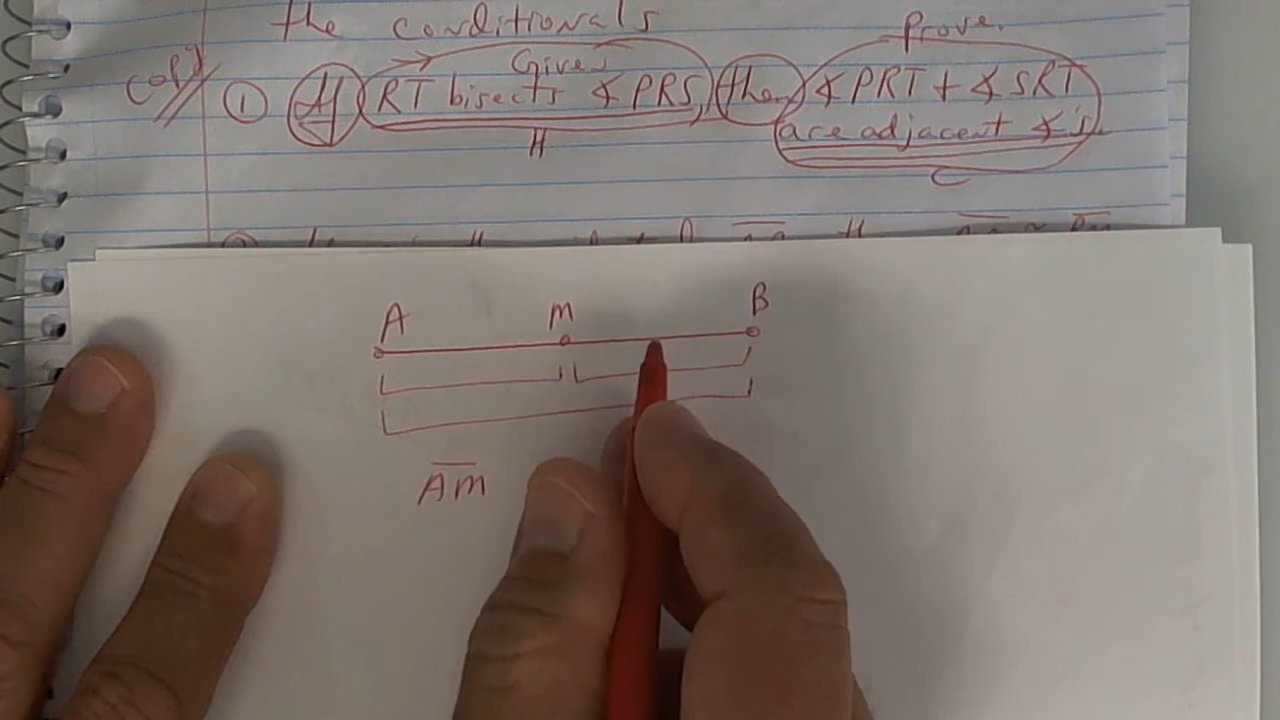 the conditionals
Prove.
Given
① If RT bisects ∡ PRS, then ∡ PRT + ∡ SRT
are adjacent ∡'s.
H
C
A M B
AM